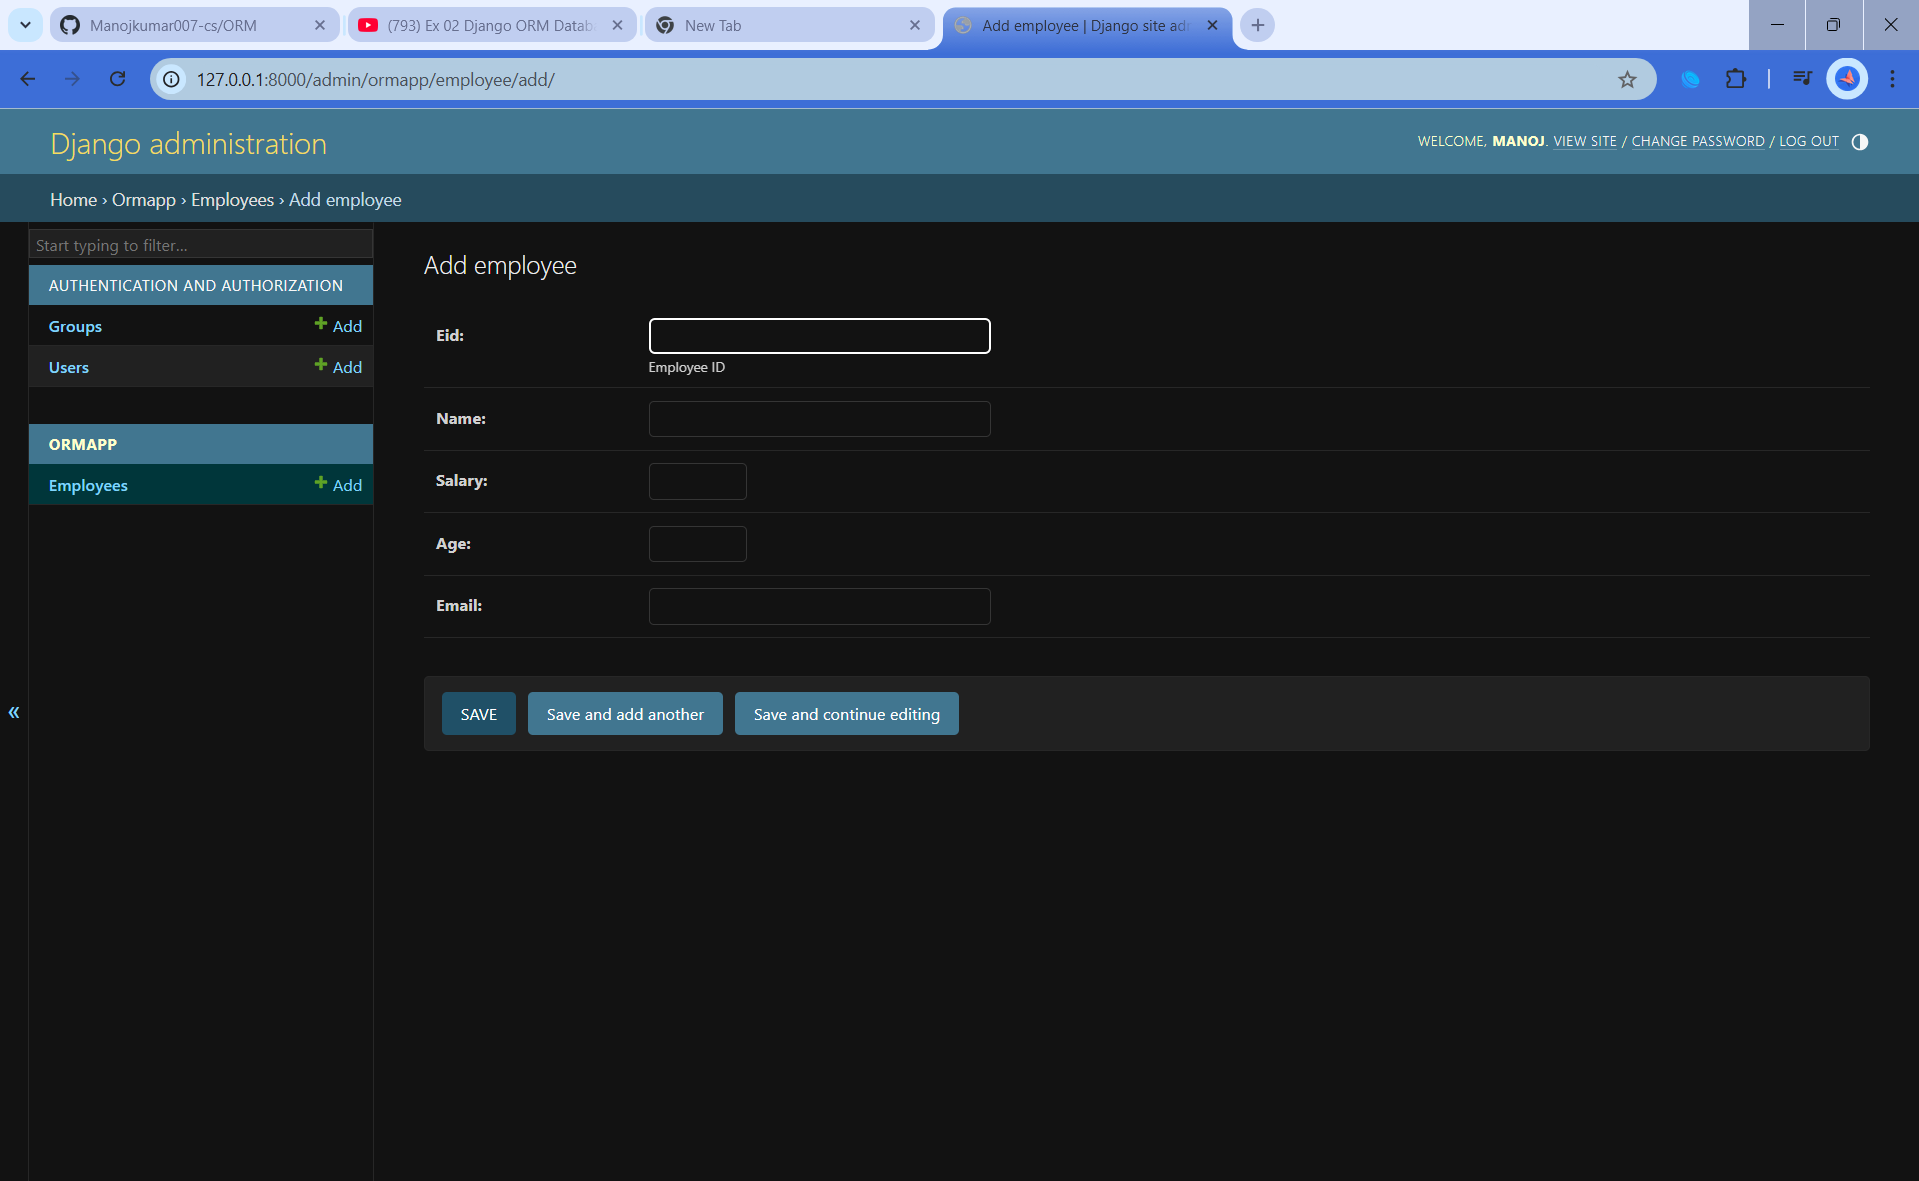 Manojkumar007-cs/ORM
(793) Ex 02 Django ORM Datab
New Tab
Add employee | Django site adr
127.0.0.1:8000/admin/ormapp/employee/add/
Django administration
WELCOME, MANOJ. VIEW SITE / CHANGE PASSWORD / LOG OUT
Home › Ormapp › Employees › Add employee
Start typing to filter...
AUTHENTICATION AND AUTHORIZATION
Groups
Add
Users
Add
ORMAPP
Employees
Add
«
Add employee
Eid:
Employee ID
Name:
Salary:
Age:
Email:
SAVE
Save and add another
Save and continue editing